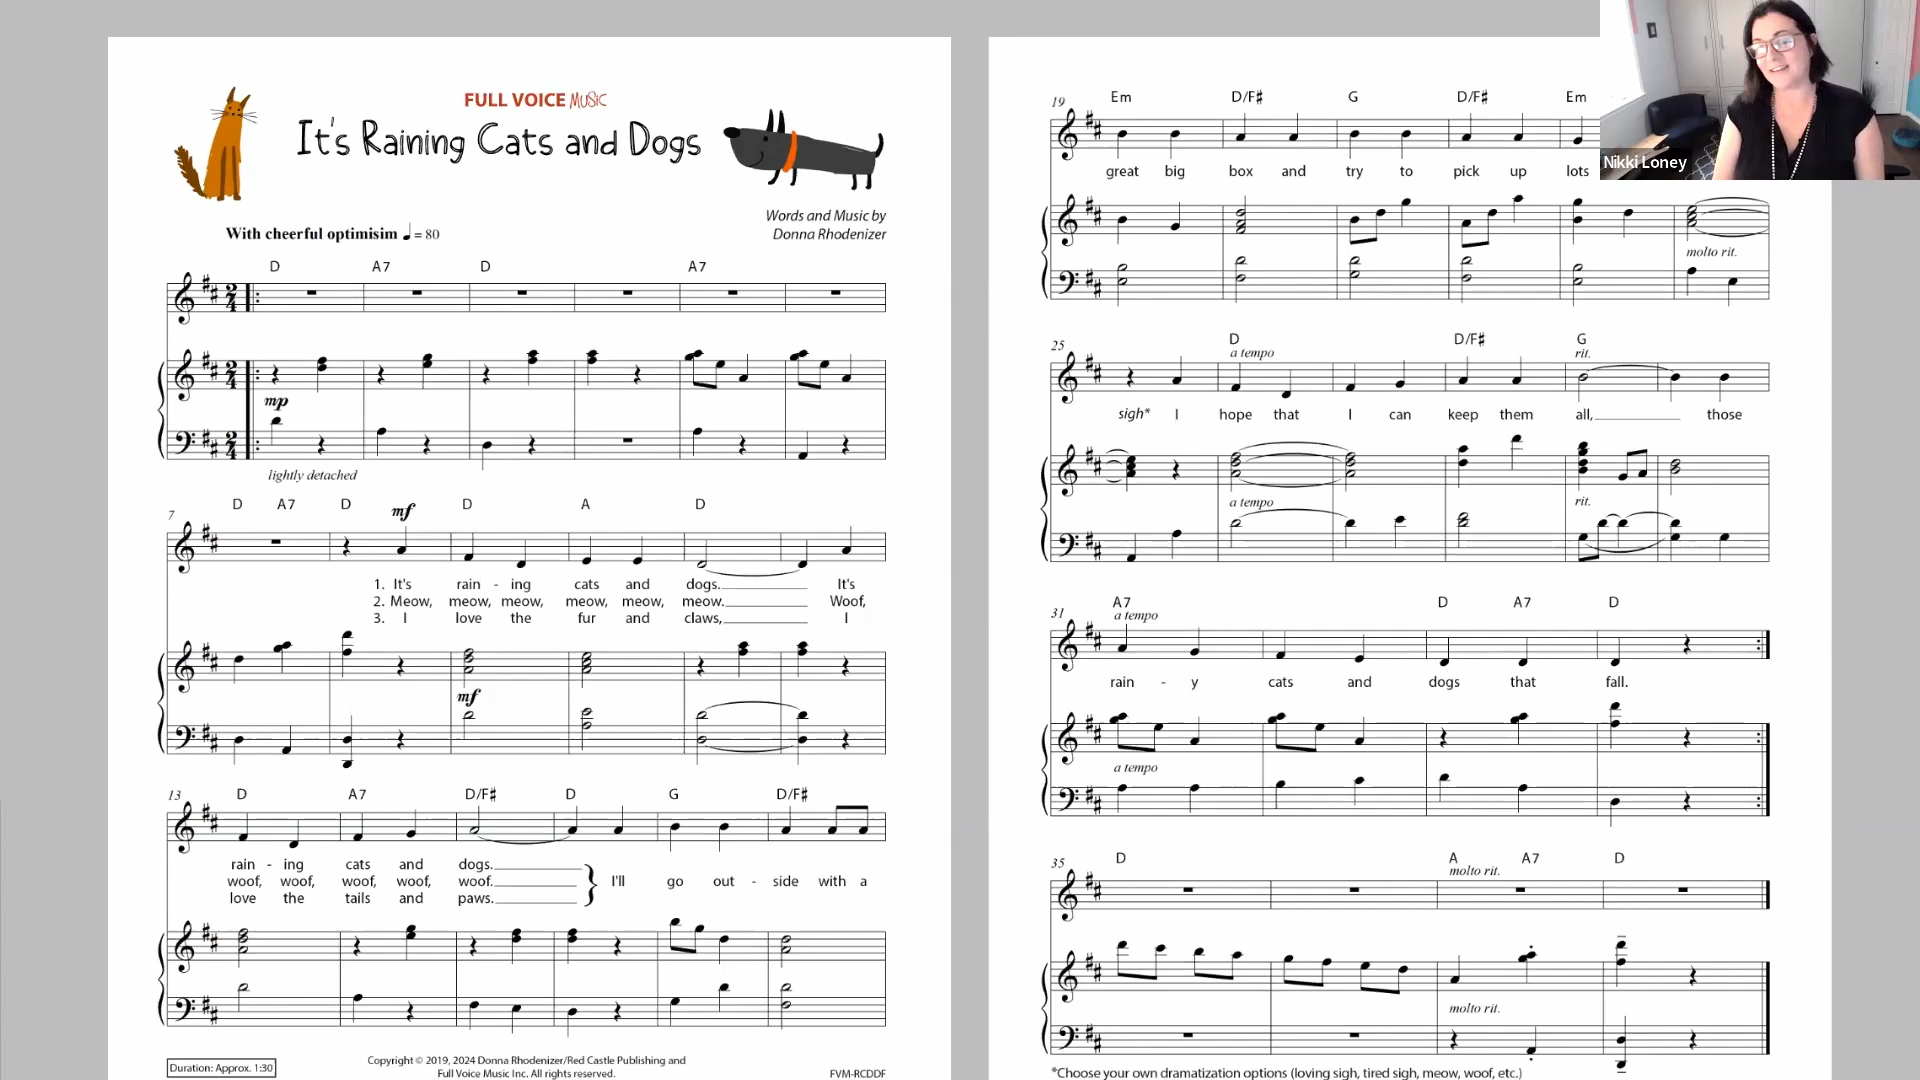 FULL VOICE MUSIC
It's Raining Cats and Dogs
Words and Music by
Donna Rhodenizer
With cheerful optimisim ♩ = 80
D A7 D A7
mp
lightly detached
7
D A7 D mf D A D
1. It's rain - ing cats and dogs. It's
2. Meow, meow, meow, meow, meow, meow. Woof,
3. I love the fur and claws, I
mf
13
D A7 D/F# D G D/F#
rain - ing cats and dogs.
woof, woof, woof, woof, woof. } I'll go out - side with a
love the tails and paws.
Duration: Approx. 1:30
Copyright © 2019, 2024 Donna Rhodenizer/Red Castle Publishing and
Full Voice Music Inc. All rights reserved.
FVM-RCDDF
19
Em D/F# G D/F# Em
great big box and try to pick up lots
molto rit.
25
D D/F# G
a tempo rit.
sigh* I hope that I can keep them all, those
a tempo rit.
31
A7 D A7 D
a tempo
rain - y cats and dogs that fall.
a tempo
35
D A A7 D
molto rit.
molto rit.
*Choose your own dramatization options (loving sigh, tired sigh, meow, woof, etc.)
Nikki Loney